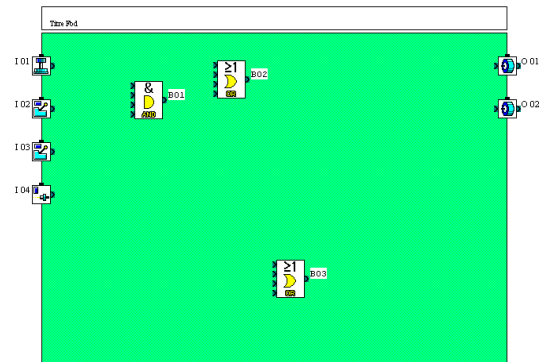 Titre Fbd
I 01
O 01
≥1
B02
OR
&
B01
AND
I 02
O 02
I 03
I 04
≥1
B03
OR